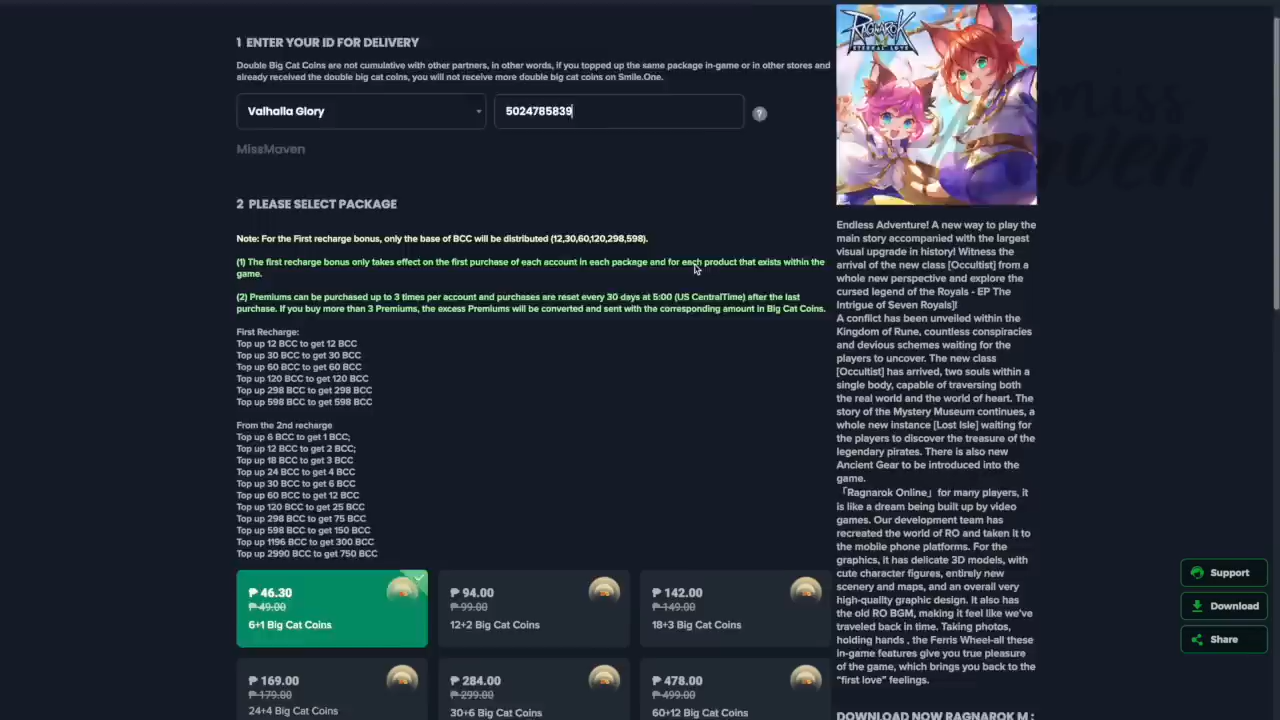 1 ENTER YOUR ID FOR DELIVERY
Double Big Cat Coins are not cumulative with other partners, in other words, if you topped up the same package in-game or in other stores and
already received the double big cat coins, you will not receive more double big cat coins on Smile.One.
Valhalla Glory
5024785839
?
MissMaven
2 PLEASE SELECT PACKAGE
Note: For the First recharge bonus, only the base of BCC will be distributed (12,30,60,120,298,598).
(1) The first recharge bonus only takes effect on the first purchase of each account in each package and for each product that exists within the
game.
(2) Premiums can be purchased up to 3 times per account and purchases are reset every 30 days at 5:00 (US CentralTime) after the last
purchase. If you buy more than 3 Premiums, the excess Premiums will be converted and sent with the corresponding amount in Big Cat Coins.
First Recharge:
Top up 12 BCC to get 12 BCC
Top up 30 BCC to get 30 BCC
Top up 60 BCC to get 60 BCC
Top up 120 BCC to get 120 BCC
Top up 298 BCC to get 298 BCC
Top up 598 BCC to get 598 BCC
From the 2nd recharge
Top up 6 BCC to get 1 BCC;
Top up 12 BCC to get 2 BCC;
Top up 18 BCC to get 3 BCC
Top up 24 BCC to get 4 BCC
Top up 30 BCC to get 6 BCC
Top up 60 BCC to get 12 BCC
Top up 120 BCC to get 25 BCC
Top up 298 BCC to get 75 BCC
Top up 598 BCC to get 150 BCC
Top up 1196 BCC to get 300 BCC
Top up 2990 BCC to get 750 BCC
₱ 46.30
₱ 49.00
6+1 Big Cat Coins
₱ 94.00
₱ 99.00
12+2 Big Cat Coins
₱ 142.00
₱ 149.00
18+3 Big Cat Coins
₱ 169.00
₱ 179.00
24+4 Big Cat Coins
₱ 284.00
₱ 299.00
30+6 Big Cat Coins
₱ 478.00
₱ 499.00
60+12 Big Cat Coins
RAGNAROK M
ETERNAL LOVE
miss
maven
Endless Adventure! A new way to play the
main story accompanied with the largest
visual upgrade in history! Witness the
arrival of the new class [Occultist] from a
whole new perspective and explore the
cursed legend of the Royals - EP The
Intrigue of Seven Royals]!
A conflict has been unveiled within the
Kingdom of Rune, countless conspiracies
and devious schemes waiting for the
players to uncover. The new class
[Occultist] has arrived, two souls within a
single body, capable of traversing both
the real world and the world of heart. The
story of the Mystery Museum continues, a
whole new instance [Lost Isle] waiting for
the players to discover the treasure of the
legendary pirates. There is also new
Ancient Gear to be introduced into the
game.
「Ragnarok Online」for many players, it
is like a dream being built up by video
games. Our development team has
recreated the world of RO and taken it to
the mobile phone platforms. For the
graphics, it has delicate 3D models, with
cute character figures, entirely new
scenery and maps, and an overall very
high-quality graphic design. It also has
the old RO BGM, making it feel like we've
traveled back in time. Taking photos,
holding hands , the Ferris Wheel-all these
in-game features give you true pleasure
of the game, which brings you back to the
"first love" feelings.
DOWNLOAD NOW RAGNAROK M :
Support
Download
Share